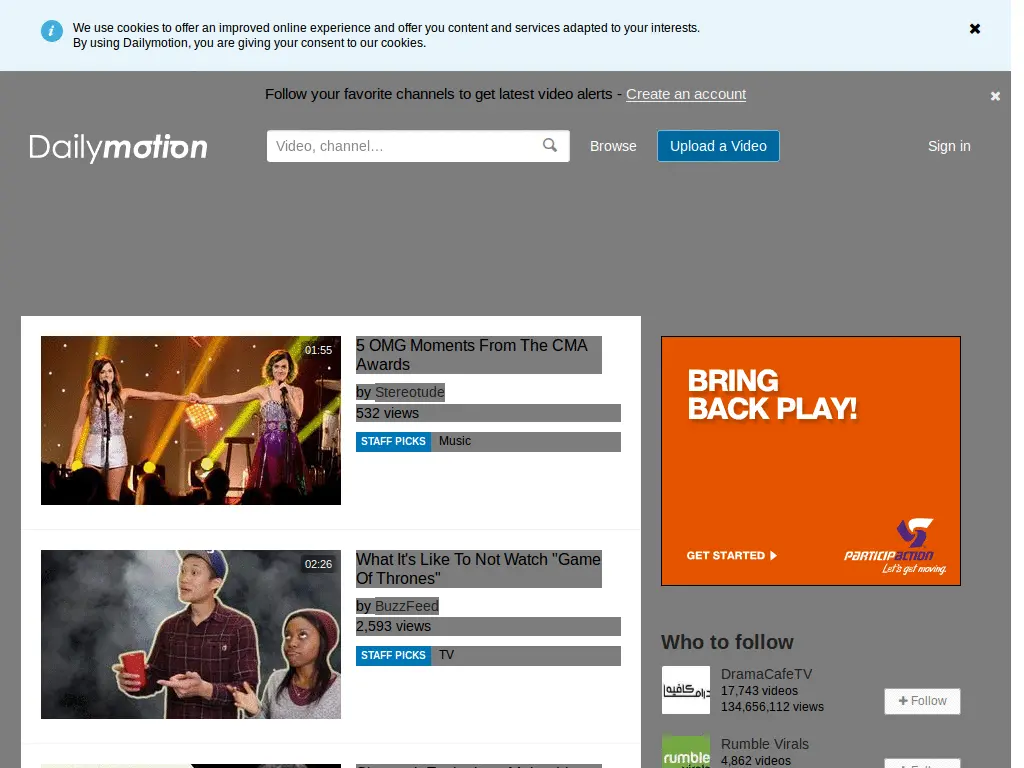 We use cookies to offer an improved online experience and offer you content and services adapted to your interests.
By using Dailymotion, you are giving your consent to our cookies.
Follow your favorite channels to get latest video alerts - Create an account
Dailymotion
Video, channel…
Browse
Upload a Video
Sign in
01:55
5 OMG Moments From The CMA
Awards
by Stereotude
532 views
STAFF PICKS Music
02:26
What It's Like To Not Watch "Game
Of Thrones"
by BuzzFeed
2,593 views
STAFF PICKS TV
BRING
BACK PLAY!
GET STARTED
PARTICIPACTION
Let's get moving.
Who to follow
دراما كافيه
DramaCafeTV
17,743 videos
134,656,112 views
Follow
rumble
Rumble Virals
4,862 videos